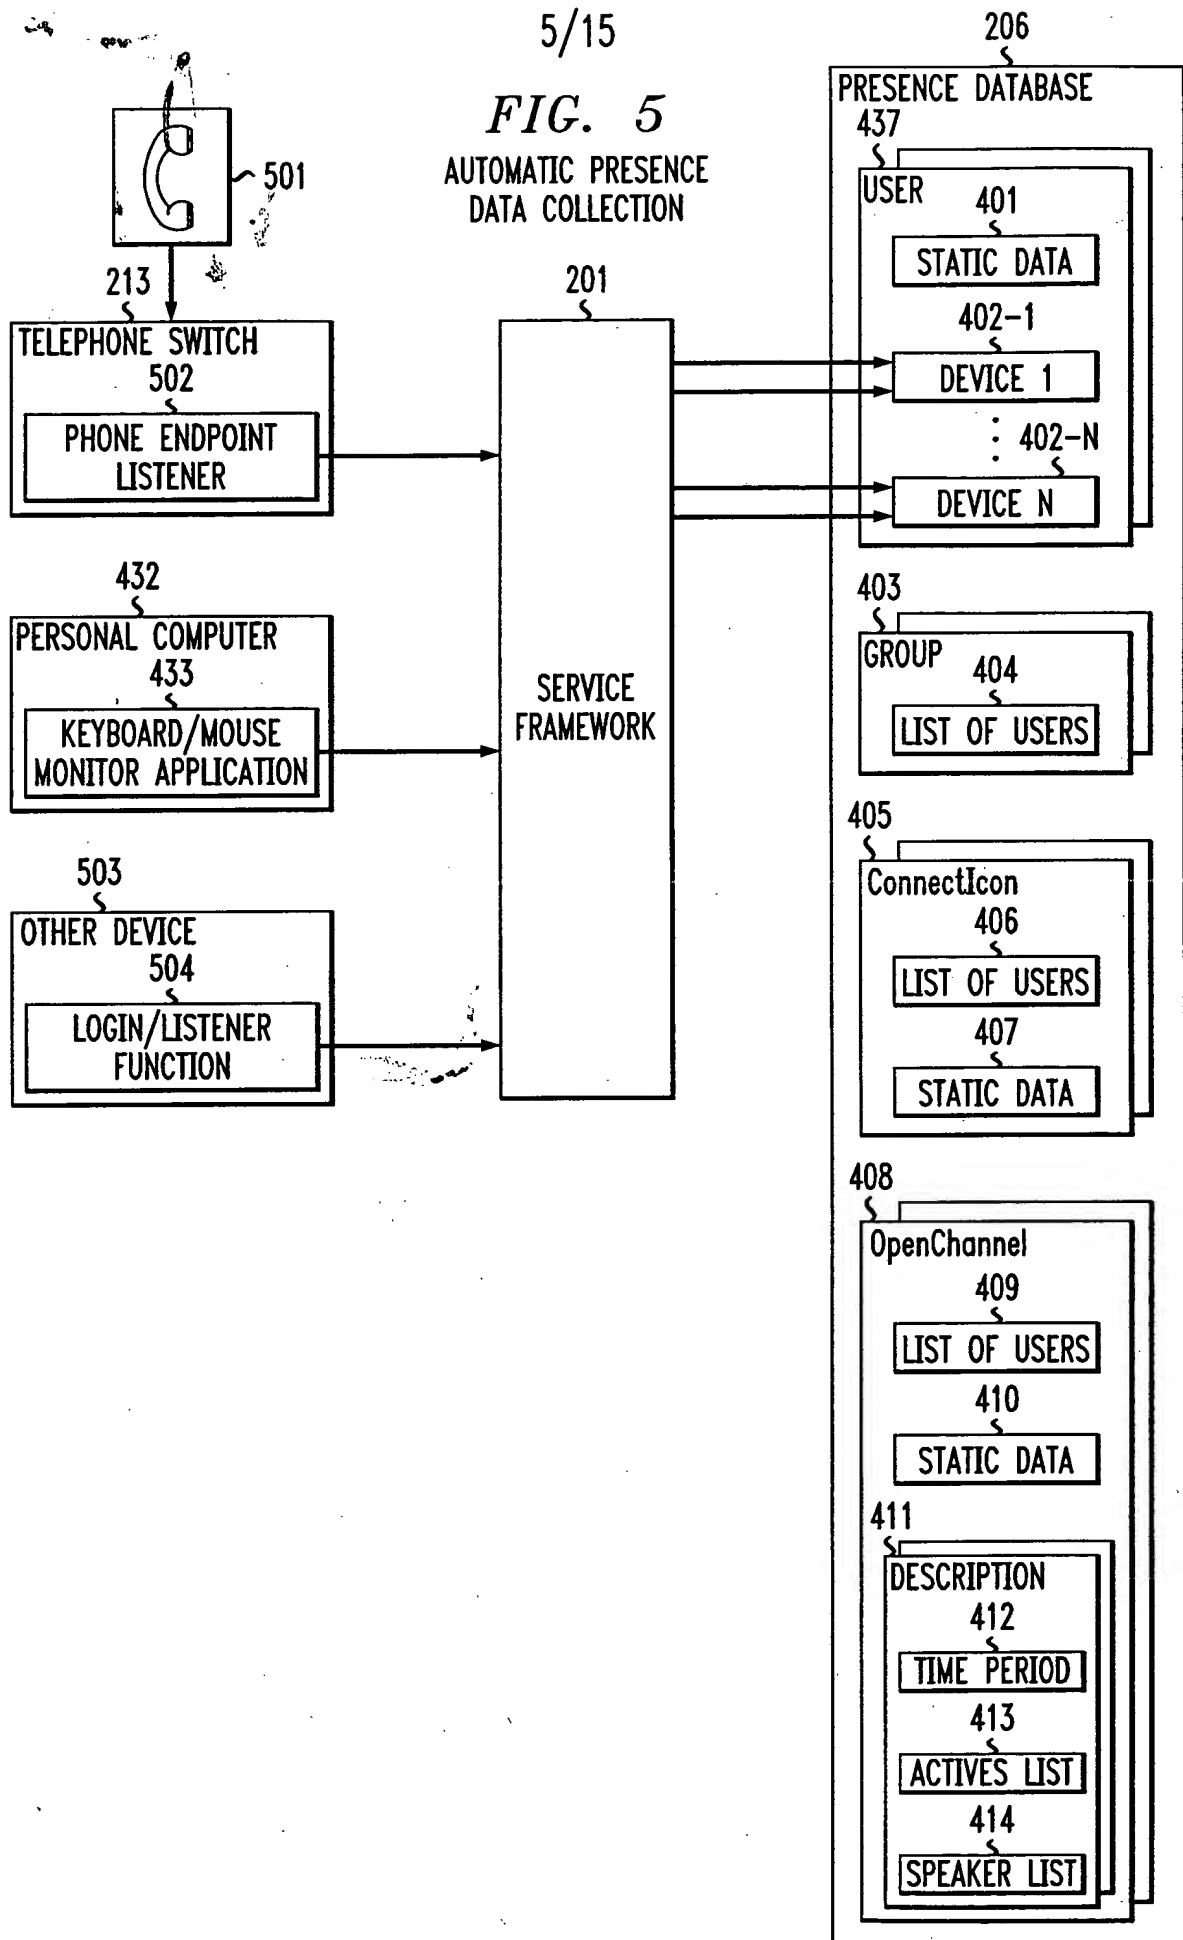 5/15
FIG. 5
AUTOMATIC PRESENCE
DATA COLLECTION
501
213
TELEPHONE SWITCH
502
PHONE ENDPOINT
LISTENER
432
PERSONAL COMPUTER
433
KEYBOARD/MOUSE
MONITOR APPLICATION
503
OTHER DEVICE
504
LOGIN/LISTENER
FUNCTION
201
SERVICE
FRAMEWORK
206
PRESENCE DATABASE
437
USER
401
STATIC DATA
402-1
DEVICE 1
402-N
DEVICE N
403
GROUP
404
LIST OF USERS
405
ConnectIcon
406
LIST OF USERS
407
STATIC DATA
408
OpenChannel
409
LIST OF USERS
410
STATIC DATA
411
DESCRIPTION
412
TIME PERIOD
413
ACTIVES LIST
414
SPEAKER LIST